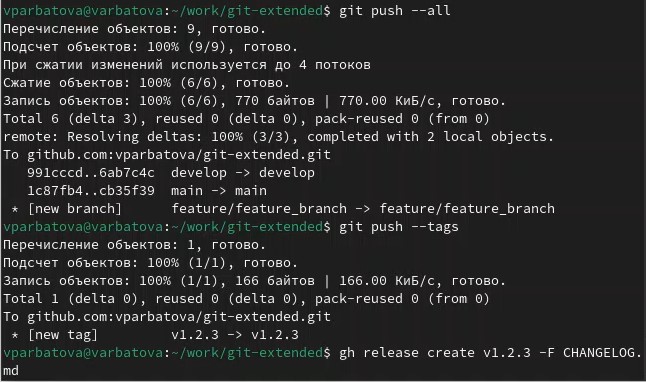 vparbatova@varbatova:~/work/git-extended$ git push --all
Перечисление объектов: 9, готово.
Подсчет объектов: 100% (9/9), готово.
При сжатии изменений используется до 4 потоков
Сжатие объектов: 100% (6/6), готово.
Запись объектов: 100% (6/6), 770 байтов | 770.00 КиБ/с, готово.
Total 6 (delta 3), reused 0 (delta 0), pack-reused 0 (from 0)
remote: Resolving deltas: 100% (3/3), completed with 2 local objects.
To github.com:vparbatova/git-extended.git
   991cccd..6ab7c4c  develop -> develop
   1c87fb4..cb35f39  main -> main
 * [new branch]      feature/feature_branch -> feature/feature_branch
vparbatova@varbatova:~/work/git-extended$ git push --tags
Перечисление объектов: 1, готово.
Подсчет объектов: 100% (1/1), готово.
Запись объектов: 100% (1/1), 166 байтов | 166.00 КиБ/с, готово.
Total 1 (delta 0), reused 0 (delta 0), pack-reused 0 (from 0)
To github.com:vparbatova/git-extended.git
 * [new tag]         v1.2.3 -> v1.2.3
vparbatova@varbatova:~/work/git-extended$ gh release create v1.2.3 -F CHANGELOG.
md